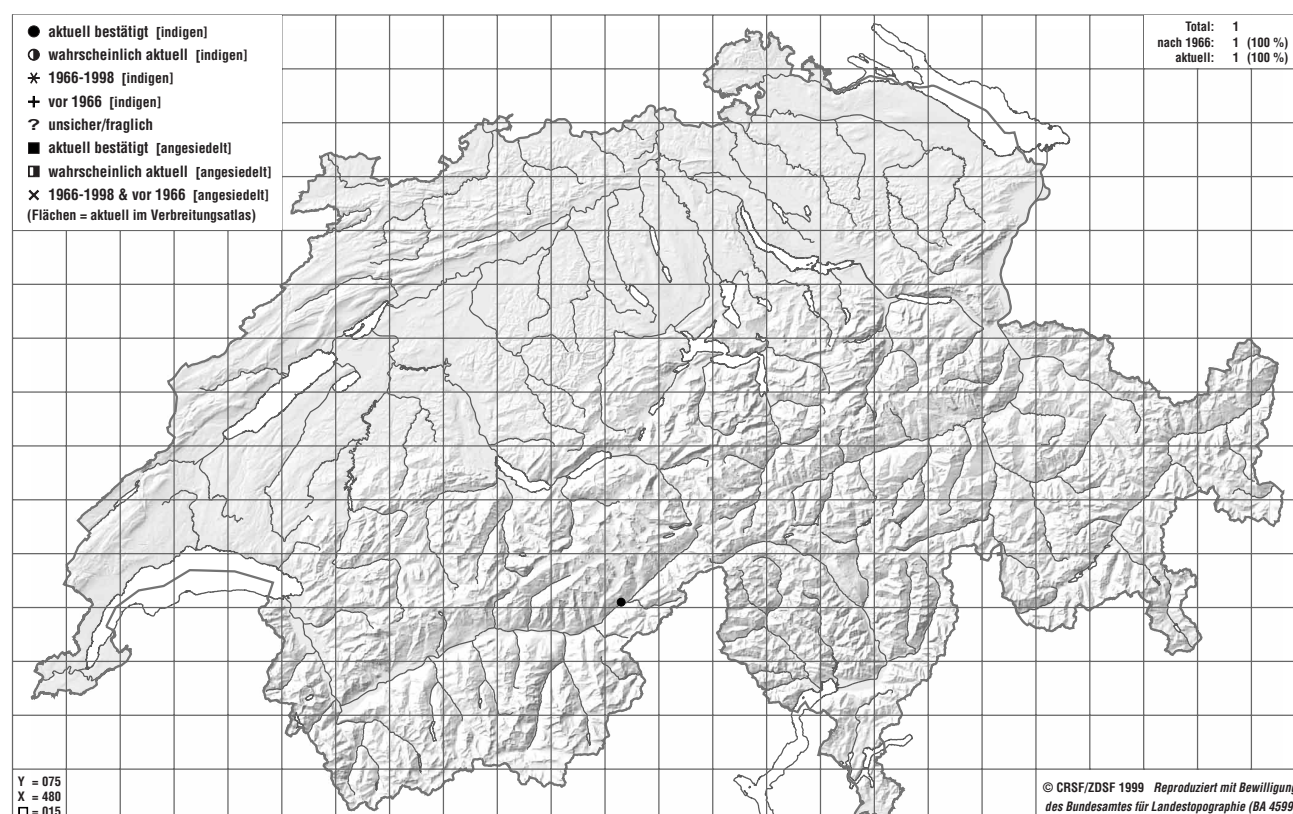 aktuell bestätigt [indigen]
wahrscheinlich aktuell [indigen]
1966-1998 [indigen]
vor 1966 [indigen]
? unsicher/fraglich
aktuell bestätigt [angesiedelt]
wahrscheinlich aktuell [angesiedelt]
1966-1998 & vor 1966 [angesiedelt]
(Flächen = aktuell im Verbreitungsatlas)
Total: 1
nach 1966: 1 (100 %)
aktuell: 1 (100 %)
Y = 075
X = 480
= 015
© CRSF/ZDSF 1999 Reproduziert mit Bewilligung
des Bundesamtes für Landestopographie (BA 4599